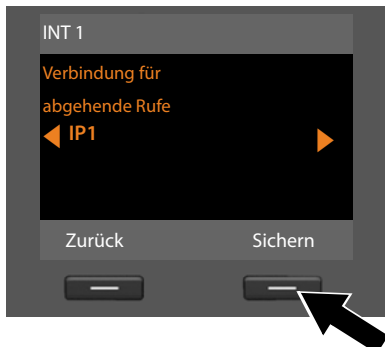 INT 1
Verbindung für
abgehende Rufe
IP1
Zurück Sichern